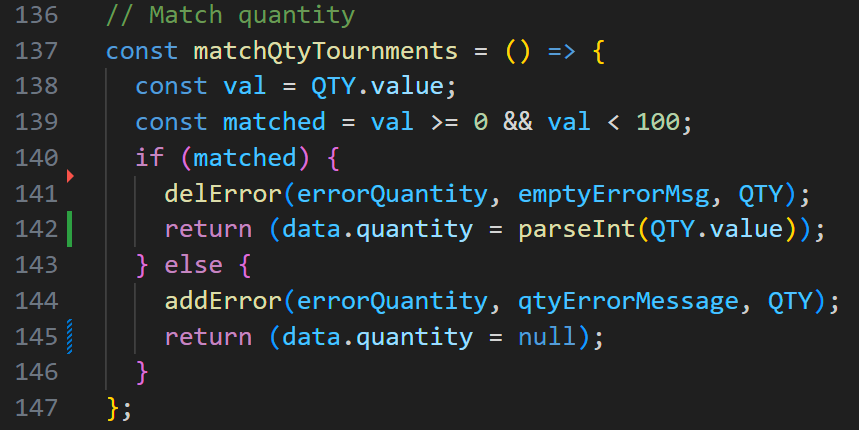 136 // Match quantity
137 const matchQtyTournments = () => {
138 const val = QTY.value;
139 const matched = val >= 0 && val < 100;
140 if (matched) {
141 delError(errorQuantity, emptyErrorMsg, QTY);
142 return (data.quantity = parseInt(QTY.value));
143 } else {
144 addError(errorQuantity, qtyErrorMessage, QTY);
145 return (data.quantity = null);
146 }
147 };